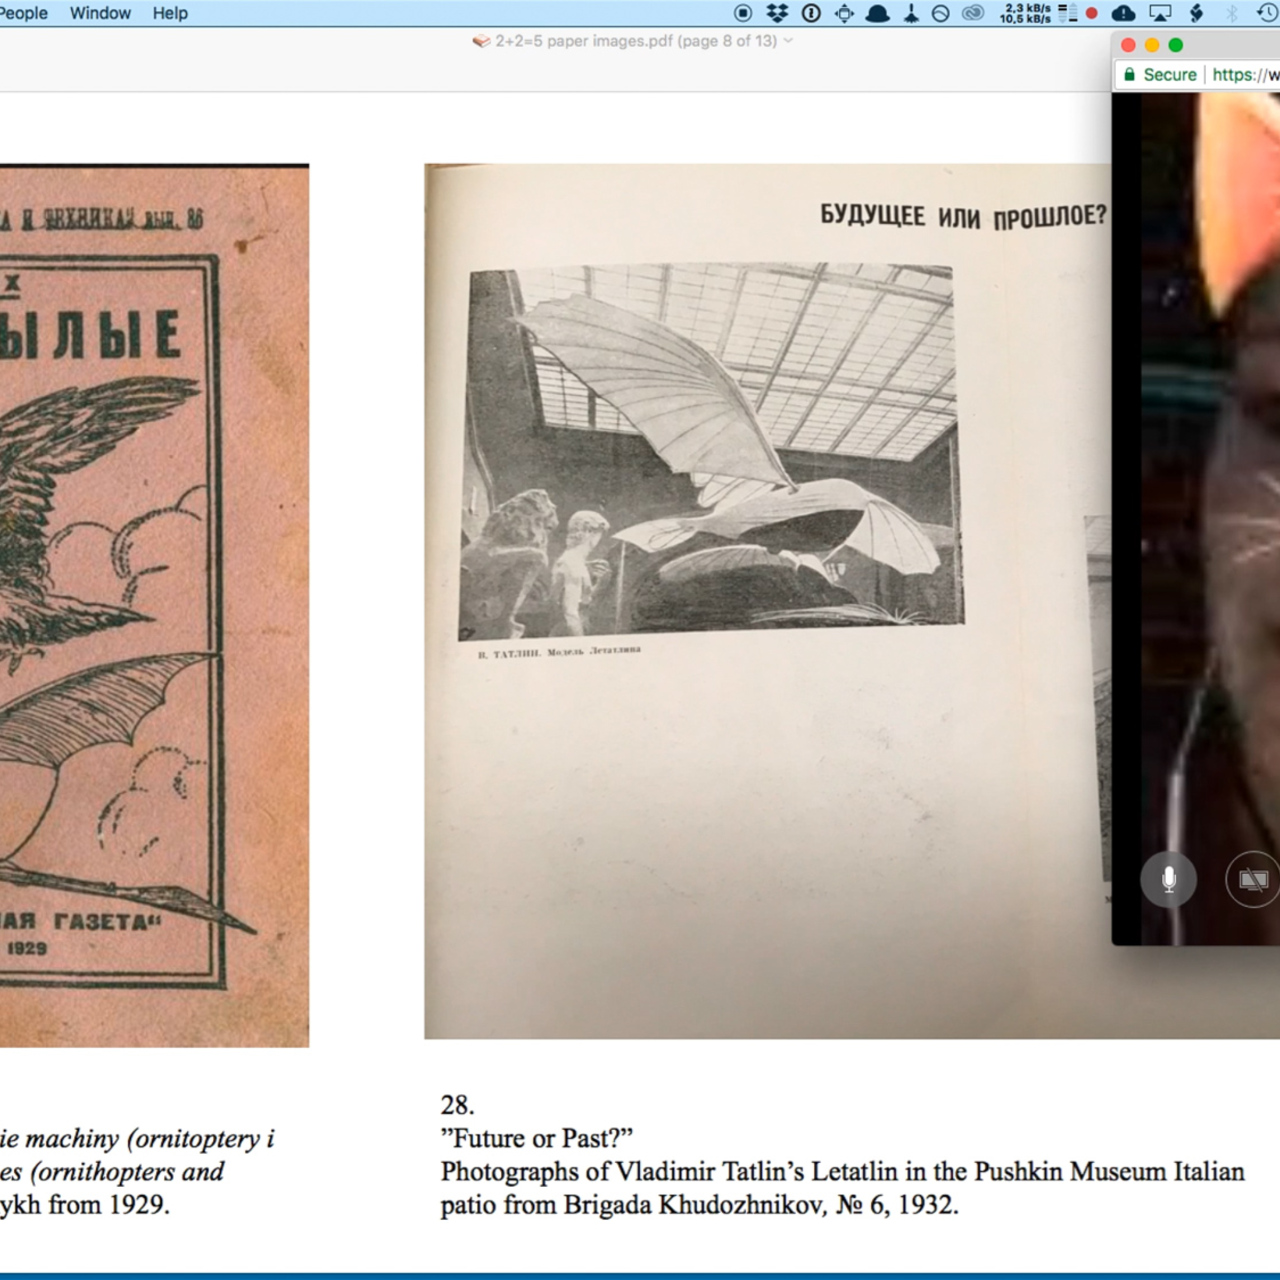 People Window Help
2,3 kB/s
10,5 kB/s
2+2=5 paper images.pdf (page 8 of 13)
Secure https://w
А И ТЕХНИКА" вып. 86
Х
ЫЛЫЕ
АЯ ГАЗЕТА"
1929
БУДУЩЕЕ ИЛИ ПРОШЛОЕ?
В. ТАТЛИН. Модель Летатлина
ie machiny (ornitoptery i
es (ornithopters and
ykh from 1929.
28.
”Future or Past?”
Photographs of Vladimir Tatlin’s Letatlin in the Pushkin Museum Italian
patio from Brigada Khudozhnikov, № 6, 1932.